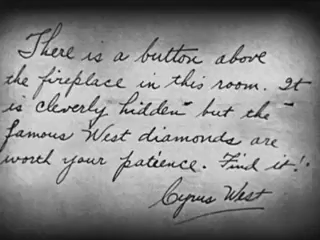 There is a button above
the fireplace in this room. It
is cleverly hidden but the
famous West diamonds are
worth your patience. Find it!
Cyrus West